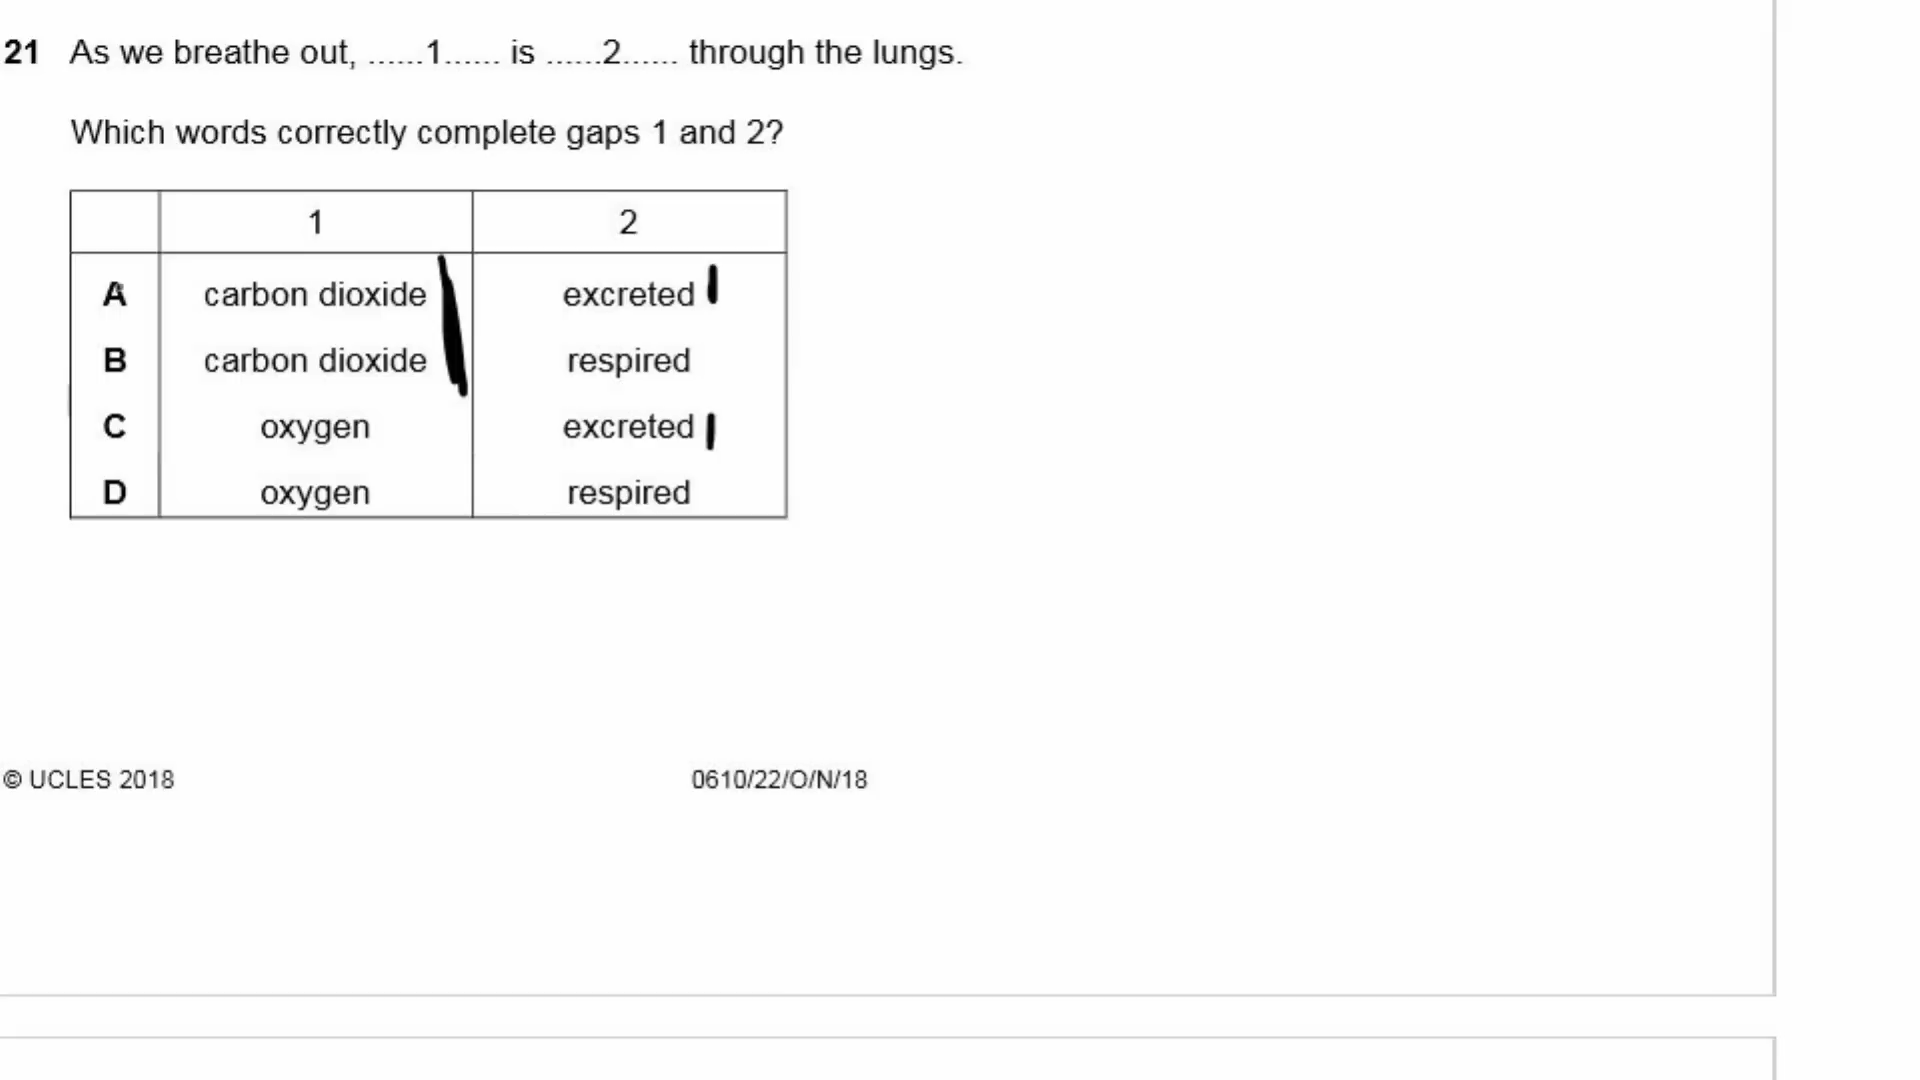 21 As we breathe out, ......1...... is ......2...... through the lungs.
Which words correctly complete gaps 1 and 2?
1 2
A carbon dioxide excreted
B carbon dioxide respired
C oxygen excreted
D oxygen respired
© UCLES 2018 0610/22/O/N/18